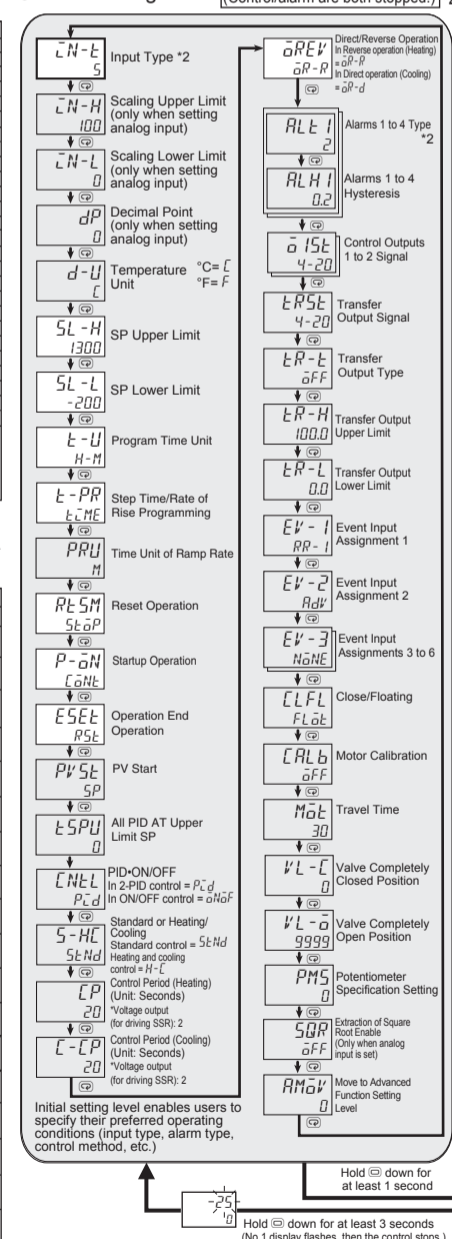 (Control/alarm are both stopped.)
iN-t
5
Input Type *2
iN-H
100
Scaling Upper Limit
(only when setting
analog input)
iN-L
0
Scaling Lower Limit
(only when setting
analog input)
dP
0
Decimal Point
(only when setting
analog input)
d-U
C
Temperature
Unit
°C= C
°F= F
SL-H
1300
SP Upper Limit
SL-L
-200
SP Lower Limit
t-U
H-M
Program Time Unit
t-PR
tiME
Step Time/Rate of
Rise Programming
PRU
M
Time Unit of Ramp Rate
RESM
StoP
Reset Operation
P-oN
CoNt
Startup Operation
ESEt
RSt
Operation End
Operation
PVSt
SP
PV Start
tSPU
0
All PID AT Upper
Limit SP
CNtL
Pid
PID•ON/OFF
In 2-PID control = Pid
In ON/OFF control = oNoF
S-HC
StNd
Standard or Heating/
Cooling
Standard control = StNd
Heating and cooling
control = H-C
CP
20
Control Period (Heating)
(Unit: Seconds)
*Voltage output
(for driving SSR): 2
C-CP
20
Control Period (Cooling)
(Unit: Seconds)
*Voltage output
(for driving SSR): 2
Initial setting level enables users to
specify their preferred operating
conditions (input type, alarm type,
control method, etc.)
oREV
oR-R
Direct/Reverse Operation
In Reverse operation (Heating)
= oR-R
In Direct operation (Cooling)
= oR-d
ALt1
2
Alarms 1 to 4 Type
*2
ALH1
0.2
Alarms 1 to 4
Hysteresis
o1St
4-20
Control Outputs
1 to 2 Signal
tRSt
4-20
Transfer
Output Signal
tR-t
oFF
Transfer
Output Type
tR-H
100.0
Transfer Output
Upper Limit
tR-L
0.0
Transfer Output
Lower Limit
EV-1
RR-1
Event Input
Assignment 1
EV-2
AdV
Event Input
Assignment 2
EV-3
NoNE
Event Input
Assignments 3 to 6
CLFL
FLot
Close/Floating
CALb
oFF
Motor Calibration
Mot
30
Travel Time
VL-C
0
Valve Completely
Closed Position
VL-o
9999
Valve Completely
Open Position
PMS
0
Potentiometer
Specification Setting
SQR
oFF
Extraction of Square
Root Enable
(Only when analog
input is set)
AMoV
0
Move to Advanced
Function Setting
Level
Hold down for
at least 1 second
-25
0
Hold down for at least 3 seconds
(No.1 display flashes, then the control stops.)